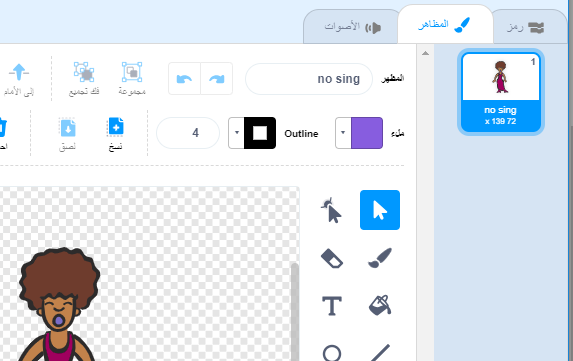 رمز
المظاهر
الأصوات
1
no sing
72 x 139
المظهر
no sing
مجموعة
فك تجميع
إلى الأمام
ملء
Outline
4
نسخ
لصق